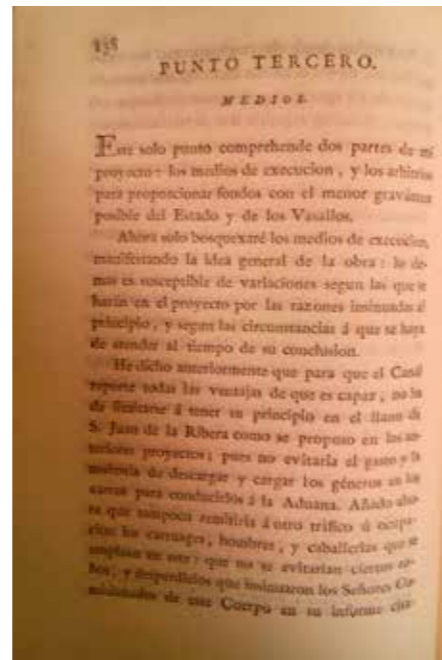 138
PUNTO TERCERO.
MEDIOS.
Este solo punto comprehende dos partes de mi
proyecto: los medios de execucion, y los arbitrios
para proporcionar fondos con el menor gravámen
posible del Estado y de los Vasallos.
Ahora solo bosquexaré los medios de execucion,
manifestando la idea general de la obra: lo de-
mas es susceptible de variaciones segun las que se
harán en el proyecto por las razones insinuadas al
principio, y segun las circumstancias á que se haya
de atender al tiempo de su conclusion.
He dicho anteriormente que para que el Canal
reporte todas las ventajas de que es capaz, no ha
de limitarse á tener su principio en el llano de
S. Juan de la Ribera como se propuso en los an-
teriores proyectos; pues no evitaria el gasto y la
molestia de descargar y cargar los géneros en los
carros para conducirlos á la Aduana. Añado aho-
ra que tampoco remitiria á otro tráfico ú ocupa-
cion los carruages, hombres, y caballerías que se
emplean en este: que no se evitarian ciertos ro-
bos, y desperdicios que insinuaron los Señores Co-
misionados de este Cuerpo en su informe